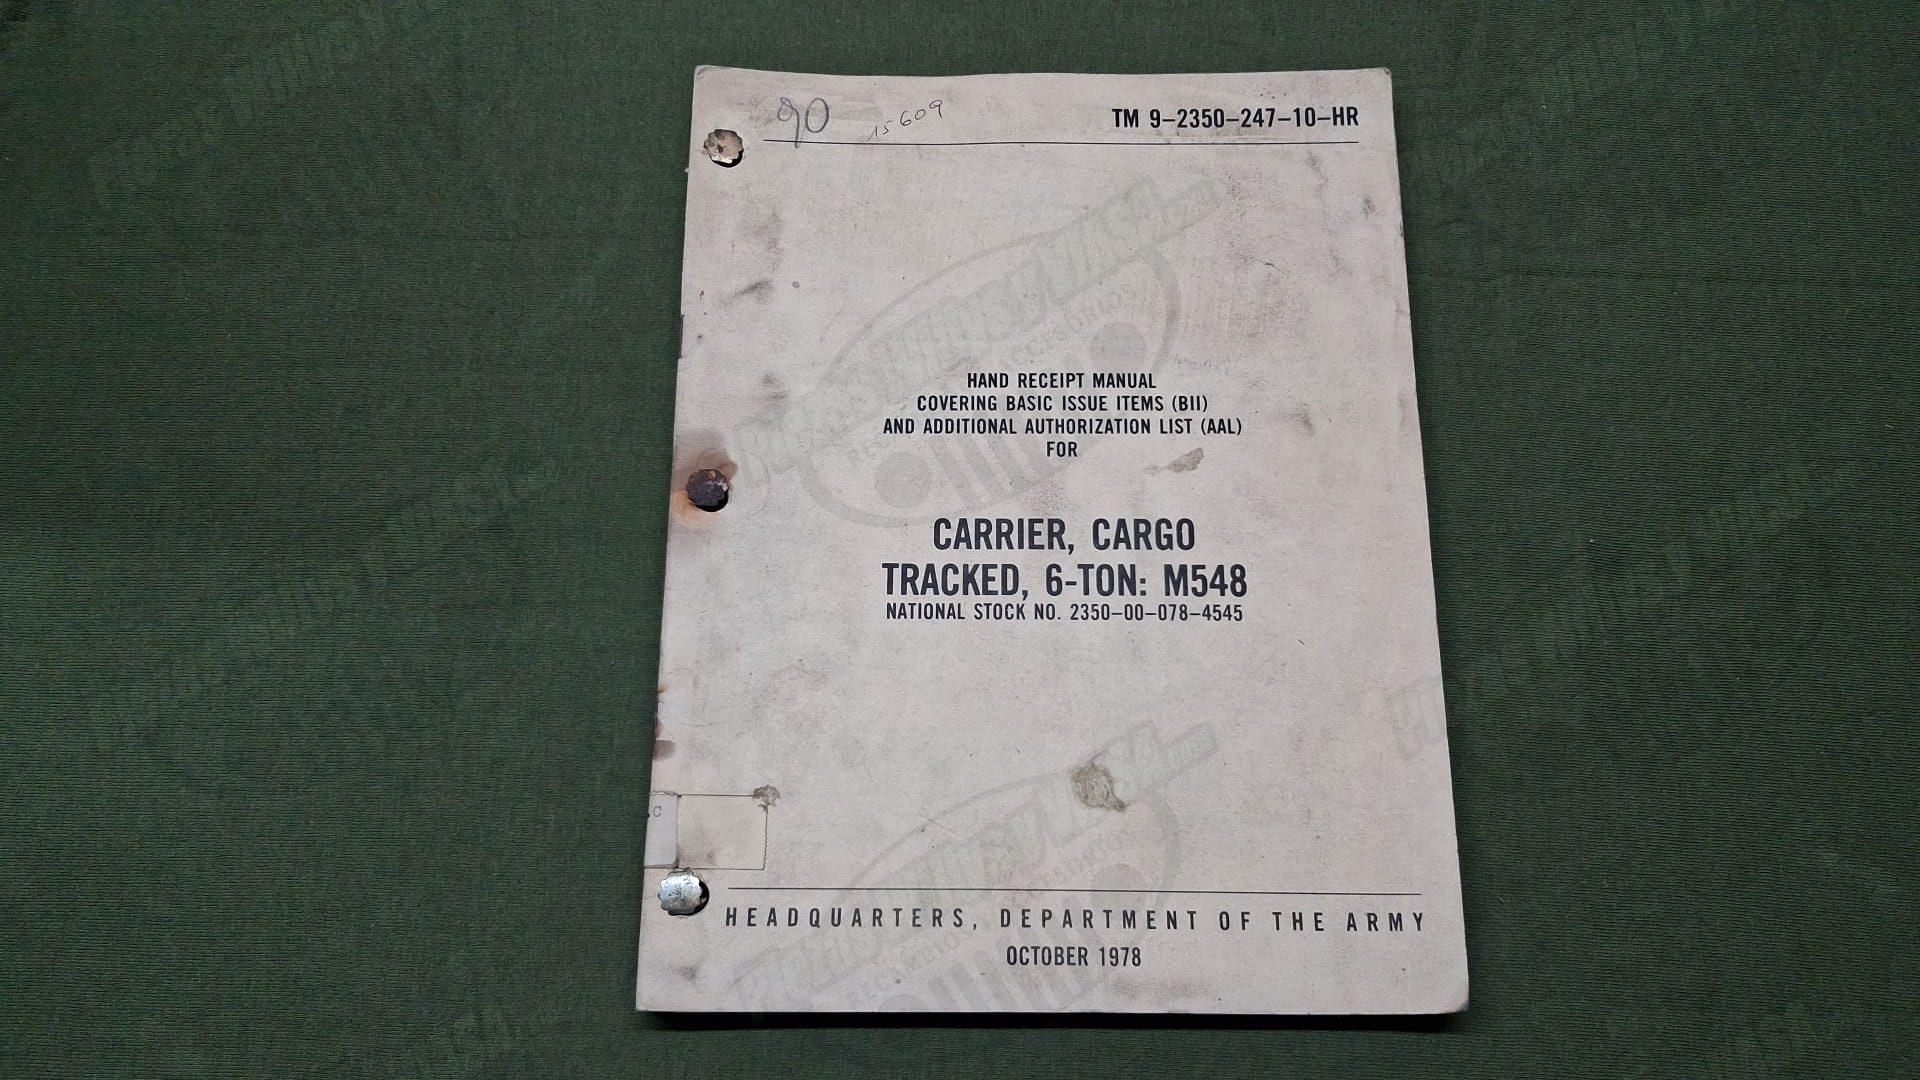 90 15609
TM 9-2350-247-10-HR
HAND RECEIPT MANUAL
COVERING BASIC ISSUE ITEMS (BII)
AND ADDITIONAL AUTHORIZATION LIST (AAL)
FOR
CARRIER, CARGO
TRACKED, 6-TON: M548
NATIONAL STOCK NO. 2350-00-078-4545
HEADQUARTERS, DEPARTMENT OF THE ARMY
OCTOBER 1978